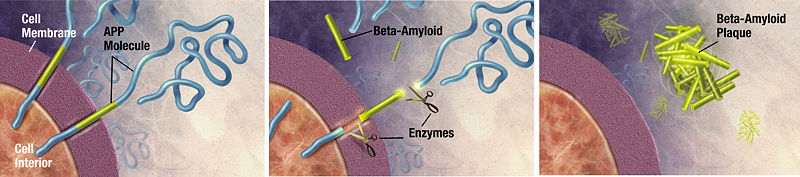 Cell
Membrane
APP
Molecule
Cell
Interior
Beta-Amyloid
Enzymes
Beta-Amyloid
Plaque